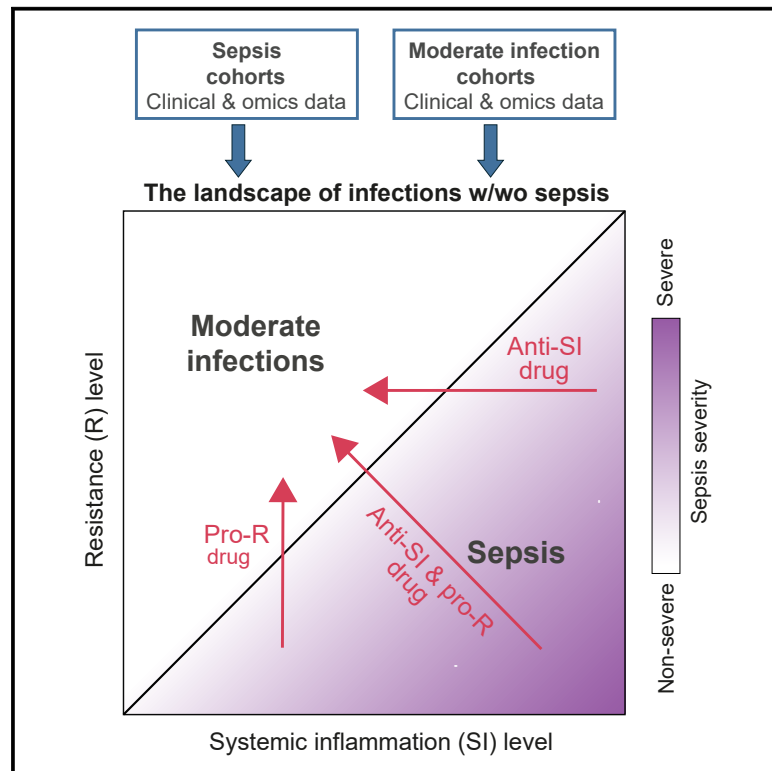 Sepsis
cohorts
Clinical & omics data
Moderate infection
cohorts
Clinical & omics data
The landscape of infections w/wo sepsis
Moderate
infections
Anti-SI
drug
Pro-R
drug
Anti-SI & pro-R
drug
Sepsis
Resistance (R) level
Systemic inflammation (SI) level
Severe
Sepsis severity
Non-severe